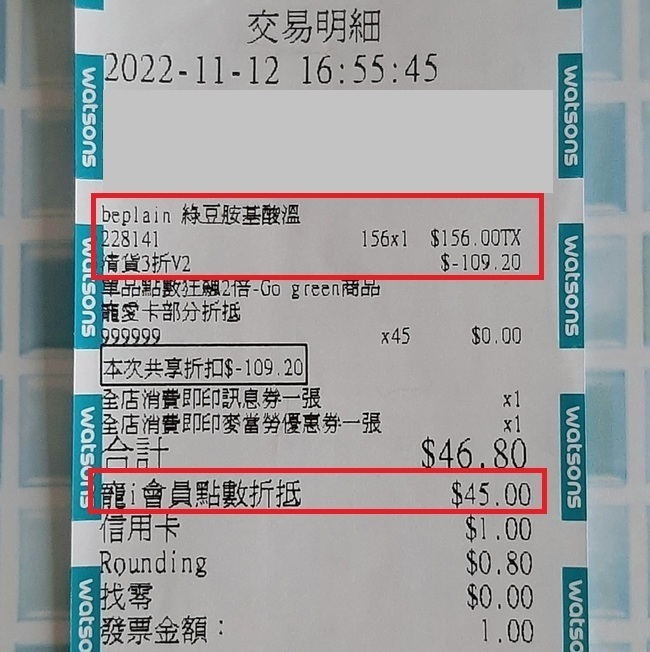 交易明細
2022-11-12 16:55:45
beplain 綠豆胺基酸溫
228141 156x1 $156.00TX
清貨3折V2 $-109.20
單品點數狂飆2倍-Go green商品
寵愛卡部分折抵
999999 x45 $0.00
本次共享折扣$-109.20
全店消費即印訊息券一張 x1
全店消費即印麥當勞優惠券一張 x1
合計 $46.80
寵i會員點數折抵 $45.00
信用卡 $1.00
Rounding $0.80
找零 $0.00
發票金額： 1.00
watsons
watsons
watsons
watsons
watsons
watsons
watsons
watsons